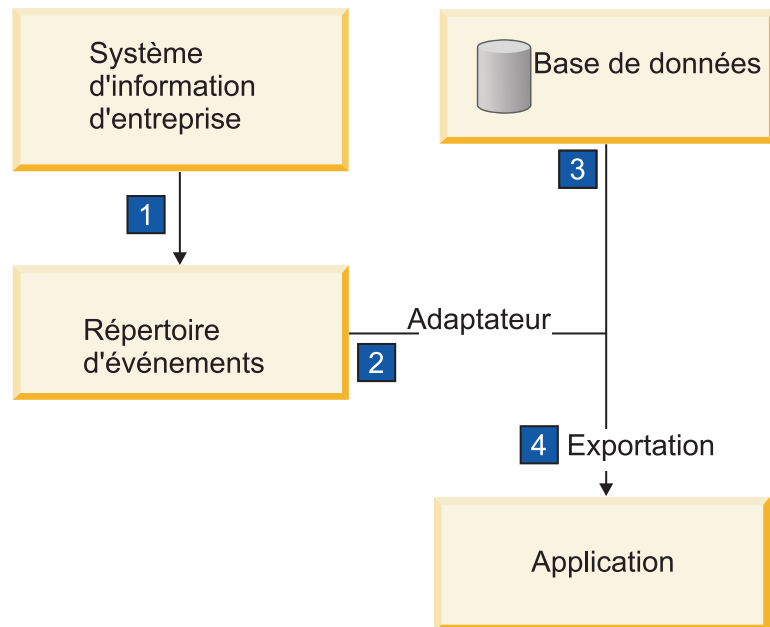 Système
d'information
d'entreprise
Base de données
3
1
Répertoire
d'événements
Adaptateur
2
4 Exportation
Application